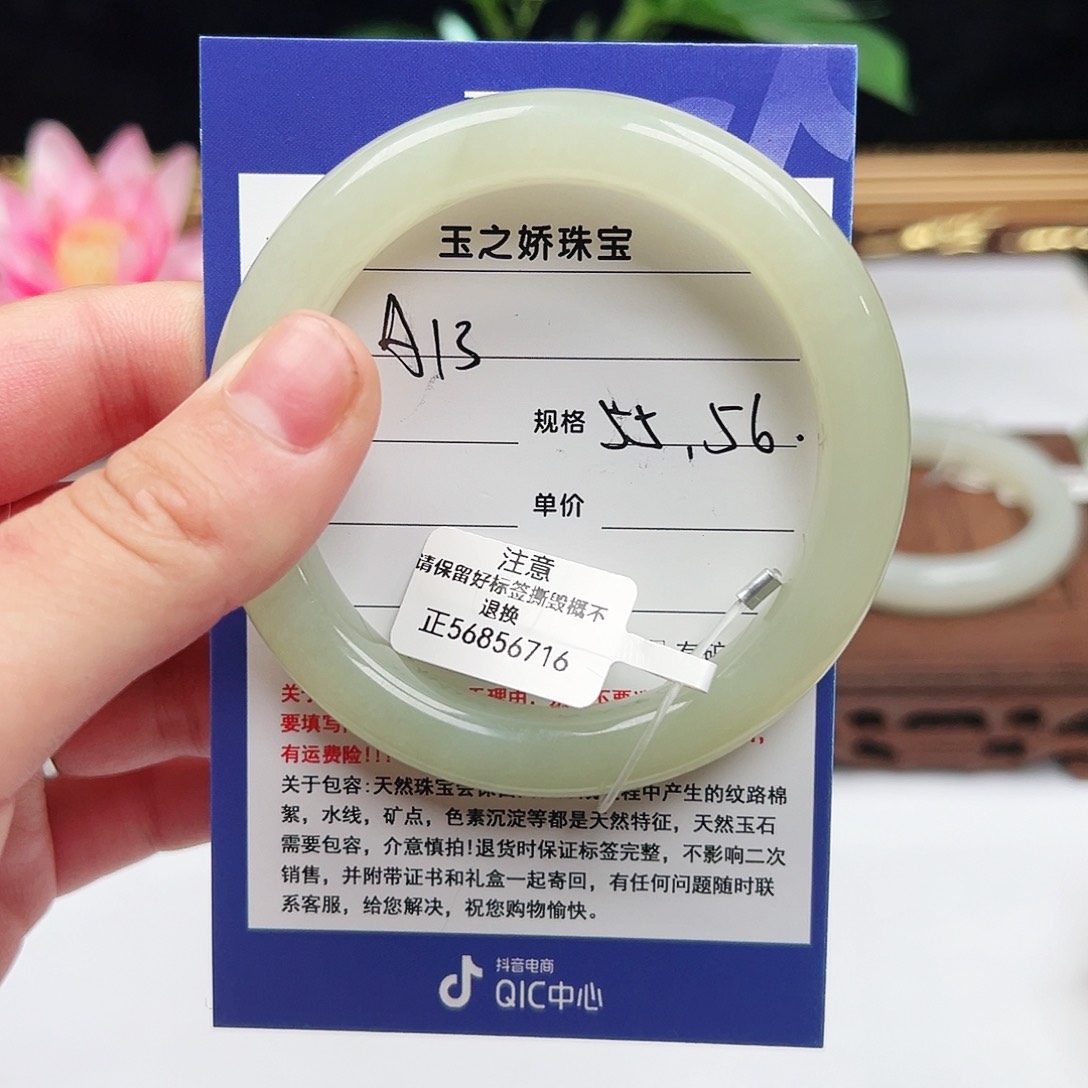 玉之娇珠宝
A13
规格 55，56.
单价
注意
请保留好标签撕毁概不
退换
正56856716
要填写
有运费险!!!
关于包容:天然珠宝会保
程中产生的纹路棉
絮，水线，矿点，色素沉淀等都是天然特征，天然玉石
需要包容，介意慎拍!退货时保证标签完整，不影响二次
销售，并附带证书和礼盒一起寄回，有任何问题随时联
系客服，给您解决，祝您购物愉快。
抖音电商
QIC中心